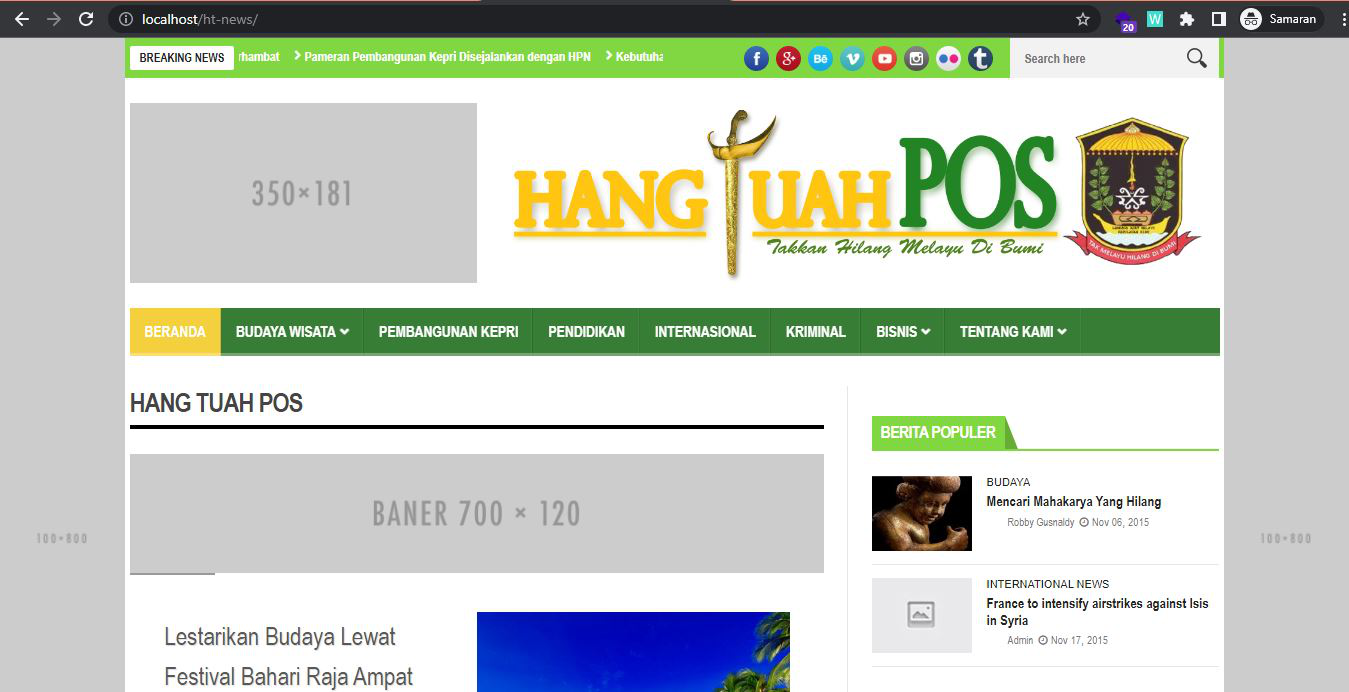 localhost/ht-news/
20
W
Samaran
BREAKING NEWS
rhambat
Pameran Pembangunan Kepri Disejalankan dengan HPN
Kebutuha
Search here
350×181
HANG TUAH POS
Takkan Hilang Melayu Di Bumi
TAK MELAYU HILANG DI BUMI
BERANDA BUDAYA WISATA PEMBANGUNAN KEPRI PENDIDIKAN INTERNASIONAL KRIMINAL BISNIS TENTANG KAMI
HANG TUAH POS
BANER 700 × 120
100×800
Lestarikan Budaya Lewat
Festival Bahari Raja Ampat
BERITA POPULER
BUDAYA
Mencari Mahakarya Yang Hilang
Robby Gusnaldy Nov 06, 2015
INTERNATIONAL NEWS
France to intensify airstrikes against Isis
in Syria
Admin Nov 17, 2015
100×800